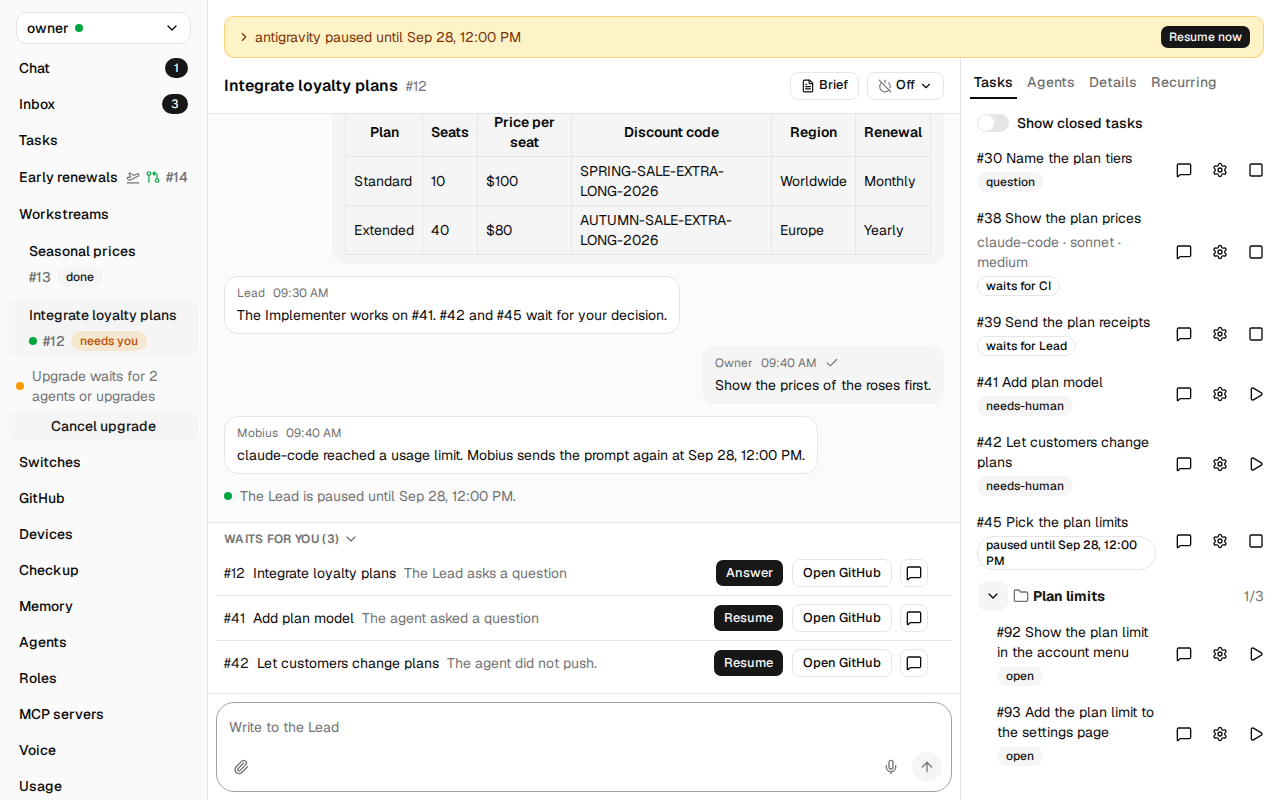 owner
Chat 1
Inbox 3
Tasks
Early renewals #14
Workstreams
Seasonal prices
#13 done
Integrate loyalty plans
#12 needs you
Upgrade waits for 2
agents or upgrades
Cancel upgrade
Switches
GitHub
Devices
Checkup
Memory
Agents
Roles
MCP servers
Voice
Usage
antigravity paused until Sep 28, 12:00 PM Resume now
Integrate loyalty plans #12 Brief Off
Plan Seats Price per seat Discount code Region Renewal
Standard 10 $100 SPRING-SALE-EXTRA-LONG-2026 Worldwide Monthly
Extended 40 $80 AUTUMN-SALE-EXTRA-LONG-2026 Europe Yearly
Lead 09:30 AM
The Implementer works on #41. #42 and #45 wait for your decision.
Owner 09:40 AM
Show the prices of the roses first.
Mobius 09:40 AM
claude-code reached a usage limit. Mobius sends the prompt again at Sep 28, 12:00 PM.
The Lead is paused until Sep 28, 12:00 PM.
WAITS FOR YOU (3)
#12 Integrate loyalty plans The Lead asks a question Answer Open GitHub
#41 Add plan model The agent asked a question Resume Open GitHub
#42 Let customers change plans The agent did not push. Resume Open GitHub
Write to the Lead
Tasks Agents Details Recurring
Show closed tasks
#30 Name the plan tiers
question
#38 Show the plan prices
claude-code · sonnet ·
medium
waits for CI
#39 Send the plan receipts
waits for Lead
#41 Add plan model
needs-human
#42 Let customers change
plans
needs-human
#45 Pick the plan limits
paused until Sep 28, 12:00
PM
Plan limits 1/3
#92 Show the plan limit
in the account menu
open
#93 Add the plan limit to
the settings page
open